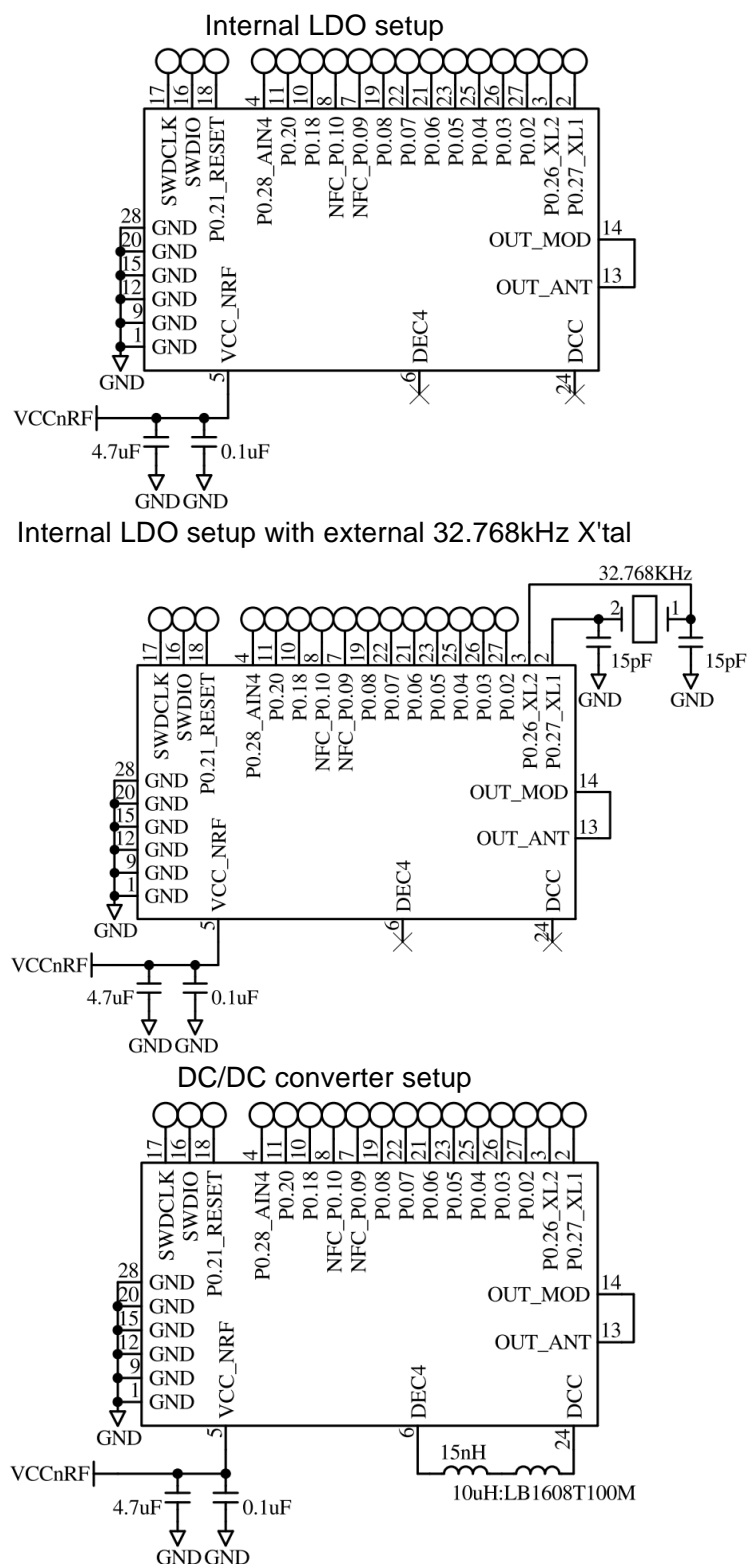 Internal LDO setup
17 16 18 4 11 10 8 7 19 22 21 23 25 26 27 3 2
SWDCLK SWDIO P0.21_RESET P0.28_AIN4 P0.20 P0.18 NFC_P0.10 NFC_P0.09 P0.08 P0.07 P0.06 P0.05 P0.04 P0.03 P0.02 P0.26_XL2 P0.27_XL1
28 GND
20 GND
15 GND
12 GND
9 GND
1 GND
OUT_MOD 14
OUT_ANT 13
VCC_NRF DEC4 DCC
GND
5 6 24
VCCnRF
4.7uF 0.1uF
GND GND
Internal LDO setup with external 32.768kHz X'tal
32.768KHz
2 1
15pF 15pF
GND GND
17 16 18 4 11 10 8 7 19 22 21 23 25 26 27 3 2
SWDCLK SWDIO P0.21_RESET P0.28_AIN4 P0.20 P0.18 NFC_P0.10 NFC_P0.09 P0.08 P0.07 P0.06 P0.05 P0.04 P0.03 P0.02 P0.26_XL2 P0.27_XL1
28 GND
20 GND
15 GND
12 GND
9 GND
1 GND
OUT_MOD 14
OUT_ANT 13
VCC_NRF DEC4 DCC
GND
5 6 24
VCCnRF
4.7uF 0.1uF
GND GND
DC/DC converter setup
17 16 18 4 11 10 8 7 19 22 21 23 25 26 27 3 2
SWDCLK SWDIO P0.21_RESET P0.28_AIN4 P0.20 P0.18 NFC_P0.10 NFC_P0.09 P0.08 P0.07 P0.06 P0.05 P0.04 P0.03 P0.02 P0.26_XL2 P0.27_XL1
28 GND
20 GND
15 GND
12 GND
9 GND
1 GND
OUT_MOD 14
OUT_ANT 13
VCC_NRF DEC4 DCC
GND
5 6 24
15nH
VCCnRF
10uH:LB1608T100M
4.7uF 0.1uF
GND GND